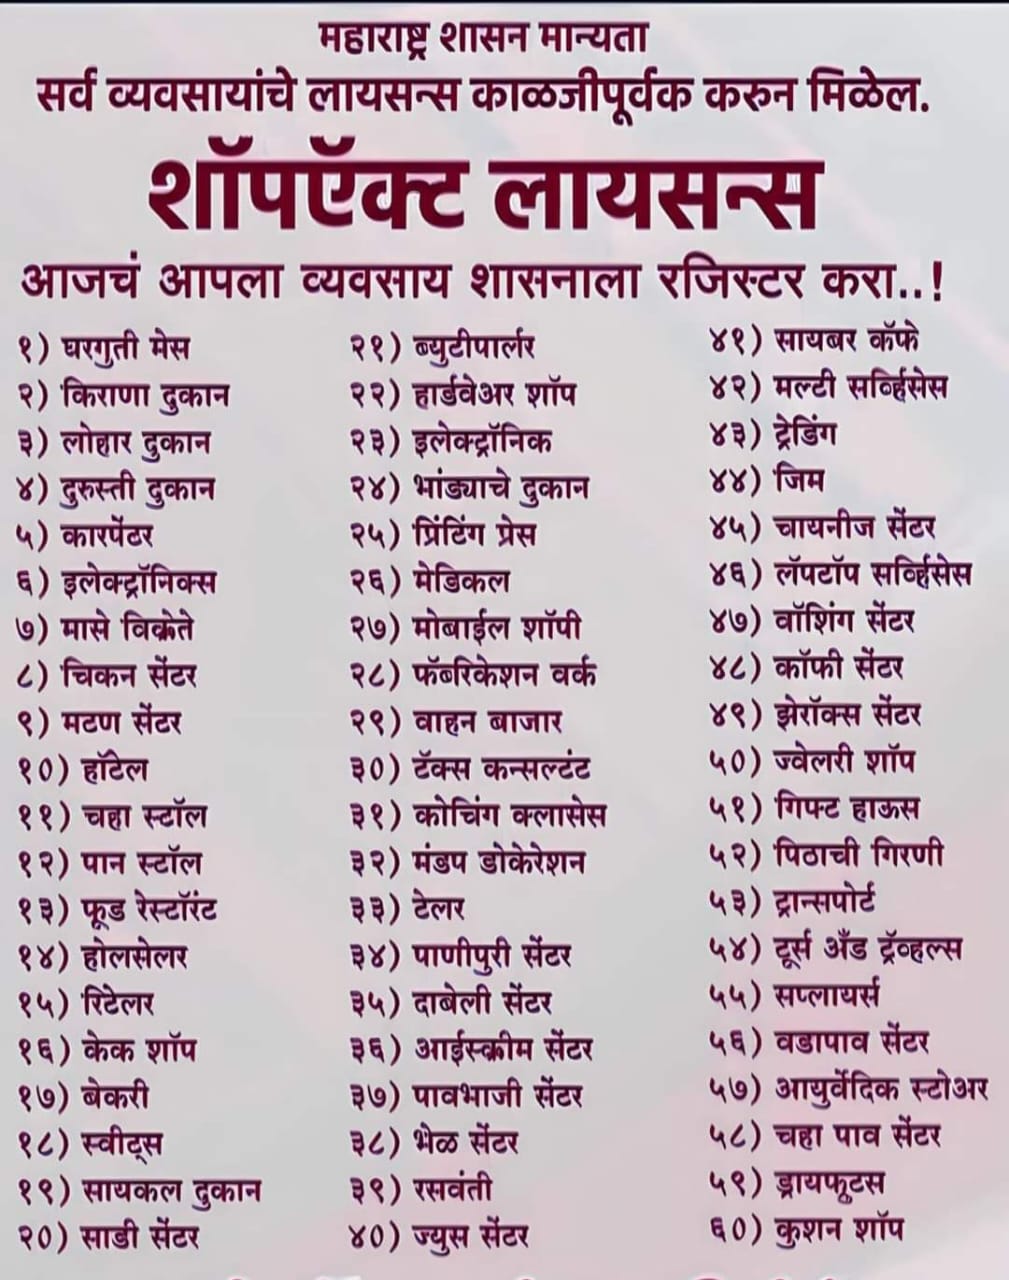 महाराष्ट्र शासन मान्यता
सर्व व्यवसायांचे लायसन्स काळजीपूर्वक करुन मिळेल.
शॉपऍक्ट लायसन्स
आजचं आपला व्यवसाय शासनाला रजिस्टर करा..!
१) घरगुती मेस
२) किराणा दुकान
३) लोहार दुकान
४) दुरुस्ती दुकान
५) कारपेंटर
६) इलेक्ट्रॉनिक्स
७) मासे विक्रेते
८) चिकन सेंटर
९) मटण सेंटर
१०) हॉटेल
११) चहा स्टॉल
१२) पान स्टॉल
१३) फूड रेस्टॉरंट
१४) होलसेलर
१५) रिटेलर
१६) केक शॉप
१७) बेकरी
१८) स्वीट्स
१९) सायकल दुकान
२०) साडी सेंटर
२१) ब्युटीपार्लर
२२) हार्डवेअर शॉप
२३) इलेक्ट्रॉनिक
२४) भांड्याचे दुकान
२५) प्रिंटिंग प्रेस
२६) मेडिकल
२७) मोबाईल शॉपी
२८) फॅबरिकेशन वर्क
२९) वाहन बाजार
३०) टॅक्स कन्सल्टंट
३१) कोचिंग क्लासेस
३२) मंडप डोकेरेशन
३३) टेलर
३४) पाणीपुरी सेंटर
३५) दाबेली सेंटर
३६) आईस्क्रीम सेंटर
३७) पावभाजी सेंटर
३८) भेळ सेंटर
३९) रसवंती
४०) ज्युस सेंटर
४१) सायबर कॅफे
४२) मल्टी सर्व्हिसेस
४३) ट्रेडिंग
४४) जिम
४५) चायनीज सेंटर
४६) लॅपटॉप सर्व्हिसेस
४७) वॉशिंग सेंटर
४८) कॉफी सेंटर
४९) झेरॉक्स सेंटर
५०) ज्वेलरी शॉप
५१) गिफ्ट हाऊस
५२) पिठाची गिरणी
५३) ट्रान्सपोर्ट
५४) टूर्स अँड ट्रॅव्हल्स
५५) सप्लायर्स
५६) वडापाव सेंटर
५७) आयुर्वेदिक स्टोअर
५८) चहा पाव सेंटर
५९) ड्रायफ्रूटस
६०) कुशन शॉप